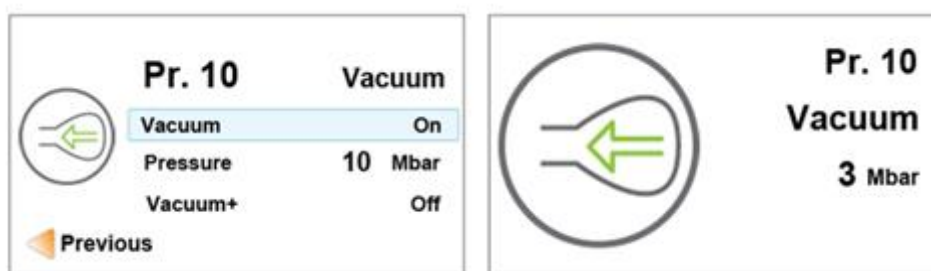 Pr. 10 Vacuum
Vacuum On
Pressure 10 Mbar
Vacuum+ Off
Previous
Pr. 10
Vacuum
3 Mbar